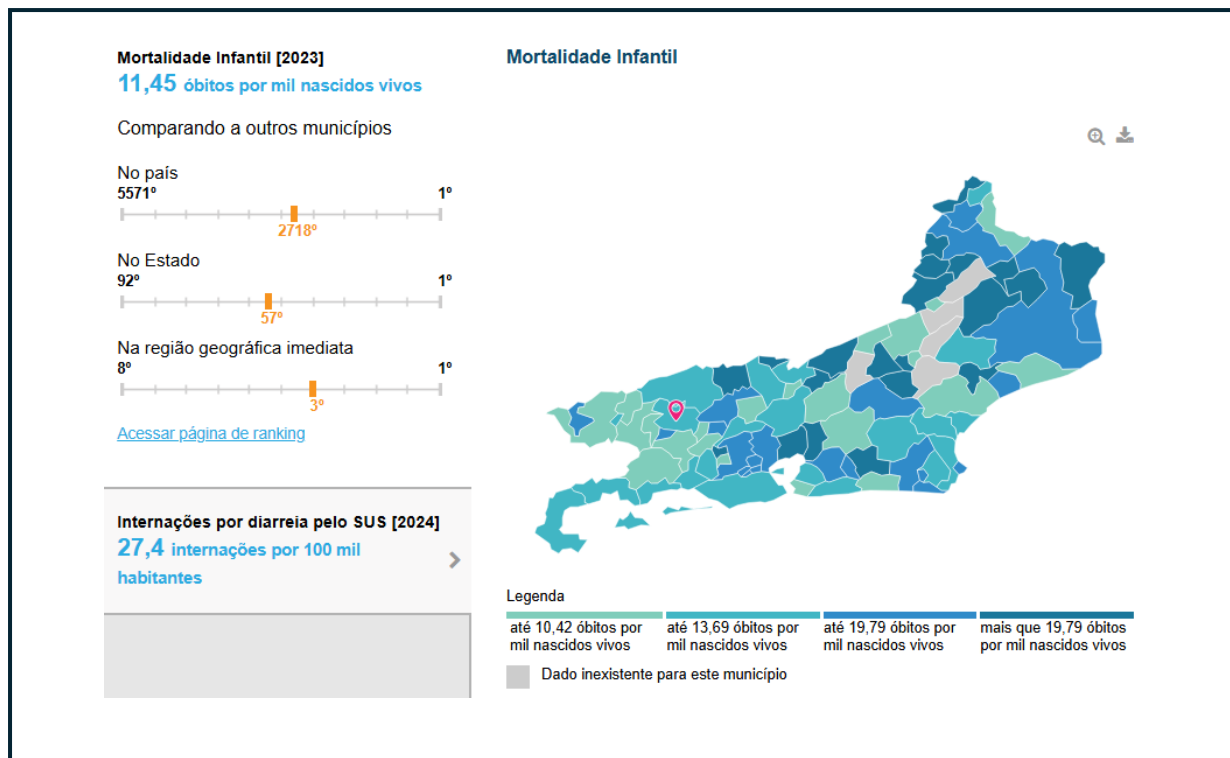 Mortalidade Infantil [2023]
11,45 óbitos por mil nascidos vivos
Comparando a outros municípios
No país
5571º 1º
2718º
No Estado
92º 1º
57º
Na região geográfica imediata
8º 1º
3º
Acessar página de ranking
Internações por diarreia pelo SUS [2024]
27,4 internações por 100 mil
habitantes
Mortalidade Infantil
Legenda
até 10,42 óbitos por
mil nascidos vivos
até 13,69 óbitos por
mil nascidos vivos
até 19,79 óbitos por
mil nascidos vivos
mais que 19,79 óbitos
por mil nascidos vivos
Dado inexistente para este município